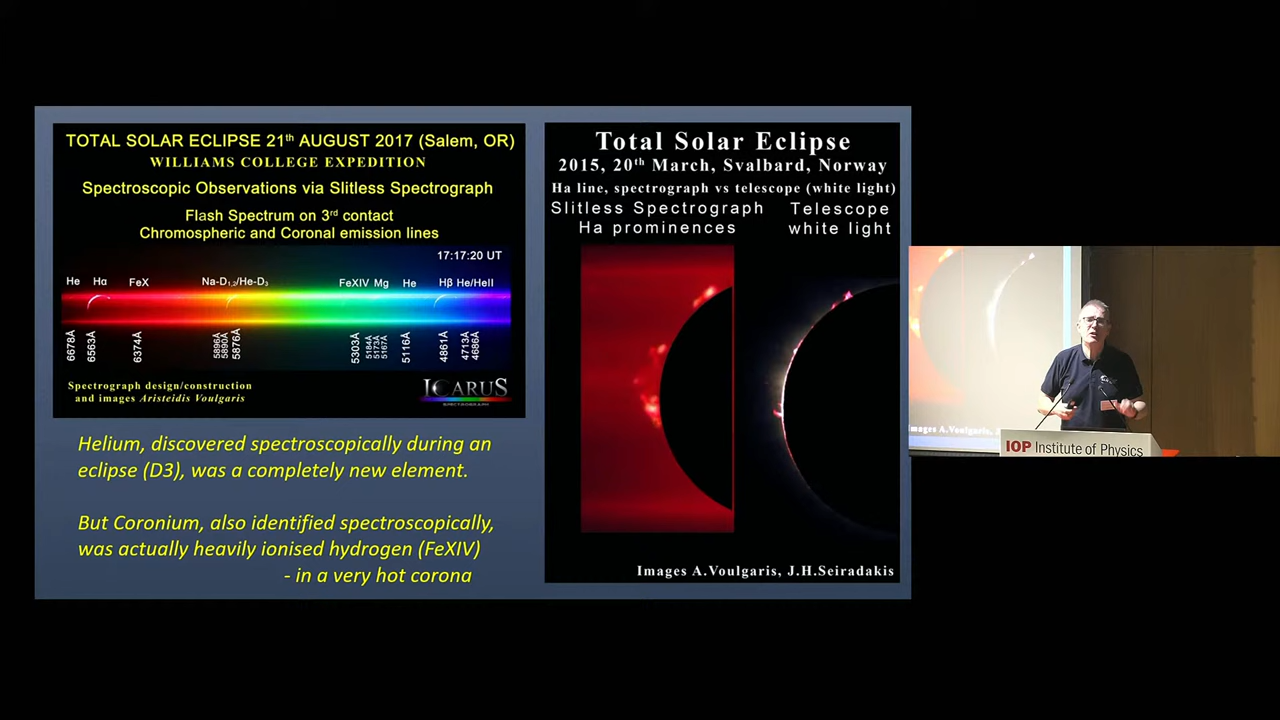 TOTAL SOLAR ECLIPSE 21th AUGUST 2017 (Salem, OR)
WILLIAMS COLLEGE EXPEDITION
Spectroscopic Observations via Slitless Spectrograph
Flash Spectrum on 3rd contact
Chromospheric and Coronal emission lines
17:17:20 UT
He Hα FeX Na-D1,2/He-D3 FeXIV Mg He Hβ He/HeII
6678Å 6563Å 6374Å 5896Å 5890Å 5876Å 5303Å 5184Å 5173Å 5167Å 5116Å 4861Å 4713Å 4686Å
Spectrograph design/construction
and images Aristeidis Voulgaris
ICARUS
Helium, discovered spectroscopically during an
eclipse (D3), was a completely new element.
But Coronium, also identified spectroscopically,
was actually heavily ionised hydrogen (FeXIV)
- in a very hot corona
Total Solar Eclipse
2015, 20th March, Svalbard, Norway
Ha line, spectrograph vs telescope (white light)
Slitless Spectrograph
Ha prominences
Telescope
white light
Images A.Voulgaris, J.H.Seiradakis
Images A.Voulgaris, J.
IOP Institute of Physics